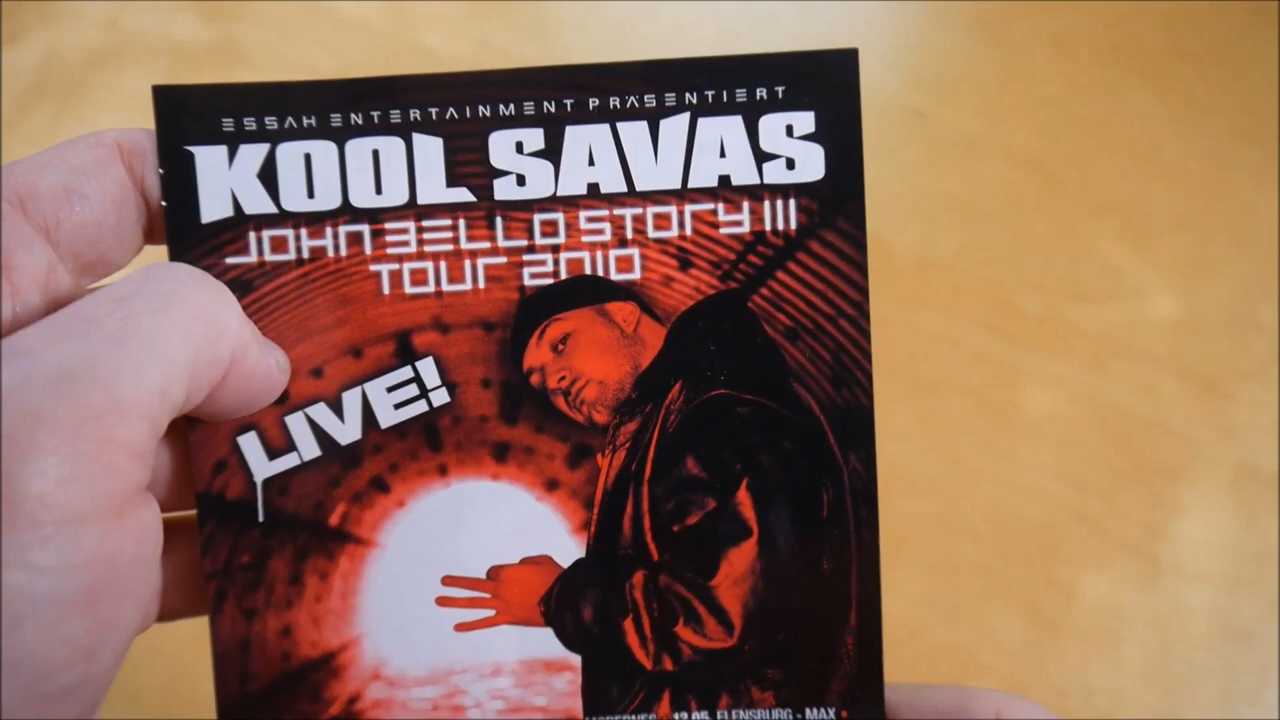 ESSAH ENTERTAINMENT PRÄSENTIERT
KOOL SAVAS
JOHN BELLO STORY III
TOUR 2010
LIVE!
12.05. FLENSBURG - MAX •